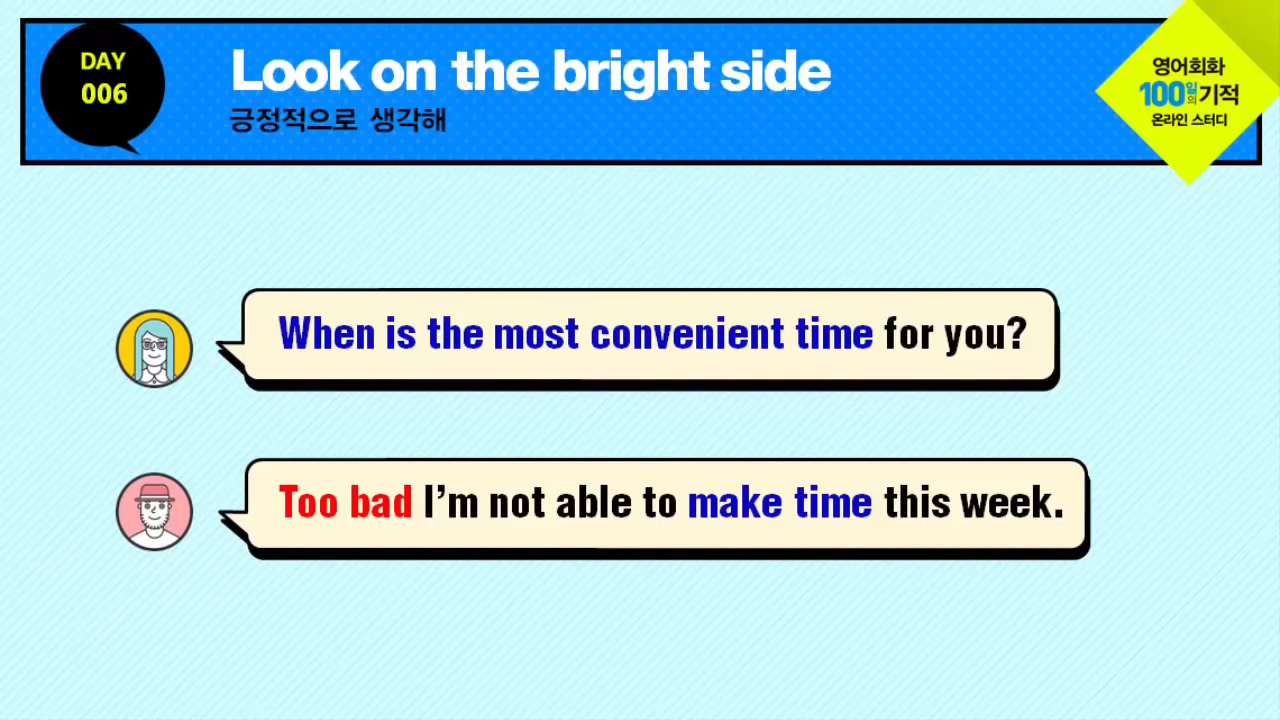 DAY
006
Look on the bright side
긍정적으로 생각해
영어회화
100일의기적
온라인 스터디
When is the most convenient time for you?
Too bad I'm not able to make time this week.